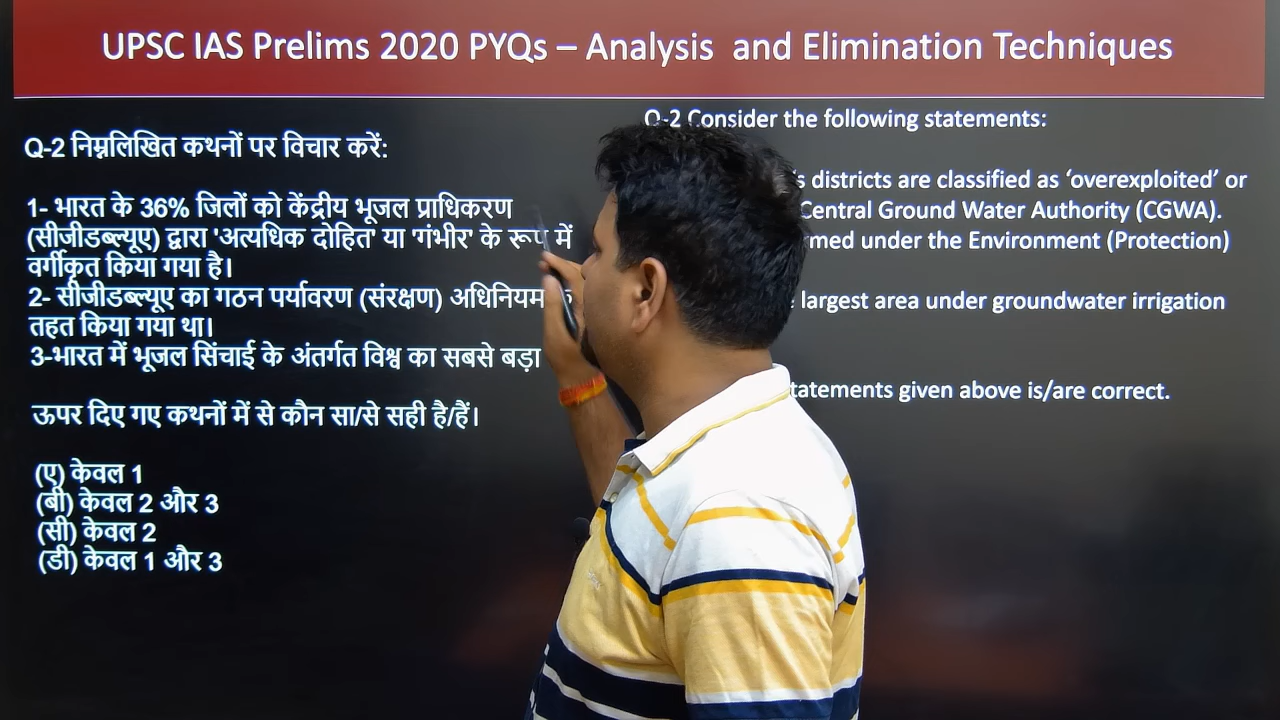 UPSC IAS Prelims 2020 PYQs – Analysis and Elimination Techniques
Q-2 निम्नलिखित कथनों पर विचार करें:
1- भारत के 36% जिलों को केंद्रीय भूजल प्राधिकरण
(सीजीडब्ल्यूए) द्वारा 'अत्यधिक दोहित' या 'गंभीर' के रूप में
वर्गीकृत किया गया है।
2- सीजीडब्ल्यूए का गठन पर्यावरण (संरक्षण) अधिनियम
तहत किया गया था।
3-भारत में भूजल सिंचाई के अंतर्गत विश्व का सबसे बड़ा
ऊपर दिए गए कथनों में से कौन सा/से सही है/हैं।
(ए) केवल 1
(बी) केवल 2 और 3
(सी) केवल 2
(डी) केवल 1 और 3
Q-2 Consider the following statements:
districts are classified as ‘overexploited’ or
Central Ground Water Authority (CGWA).
under the Environment (Protection)
largest area under groundwater irrigation
statements given above is/are correct.